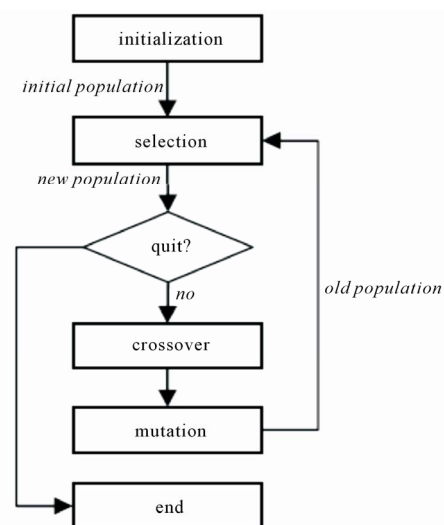 initialization
initial population
selection
new population
quit?
no
old population
crossover
mutation
end